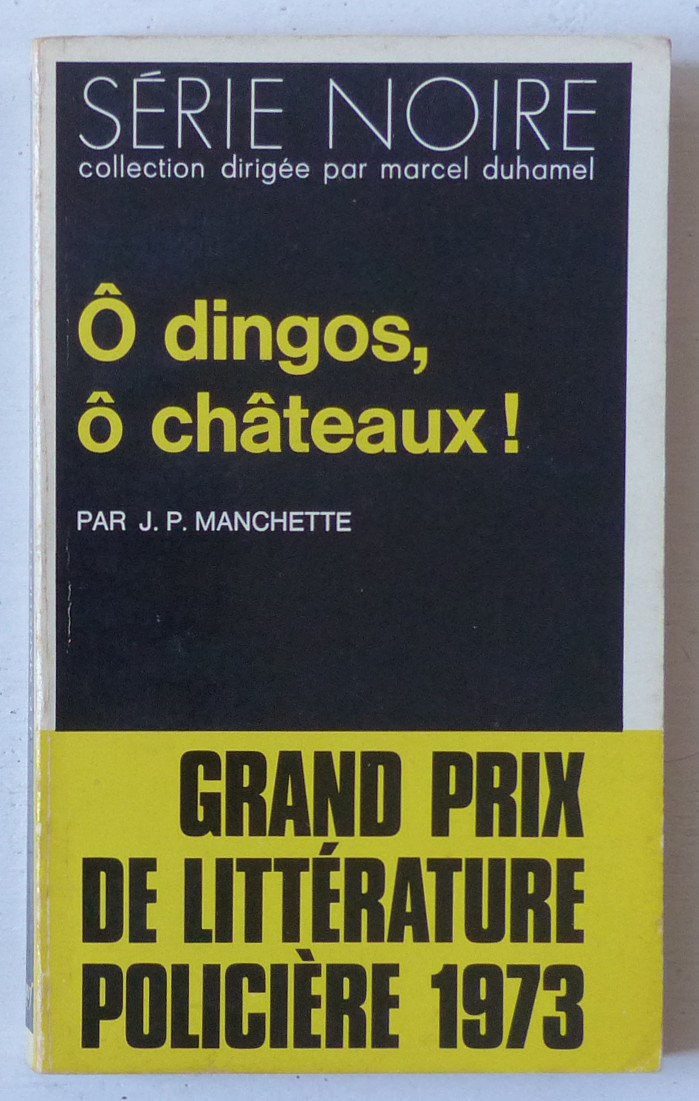 SÉRIE NOIRE
collection dirigée par marcel duhamel
Ô dingos,
ô châteaux !
PAR J. P. MANCHETTE
GRAND PRIX
DE LITTÉRATURE
POLICIÈRE 1973